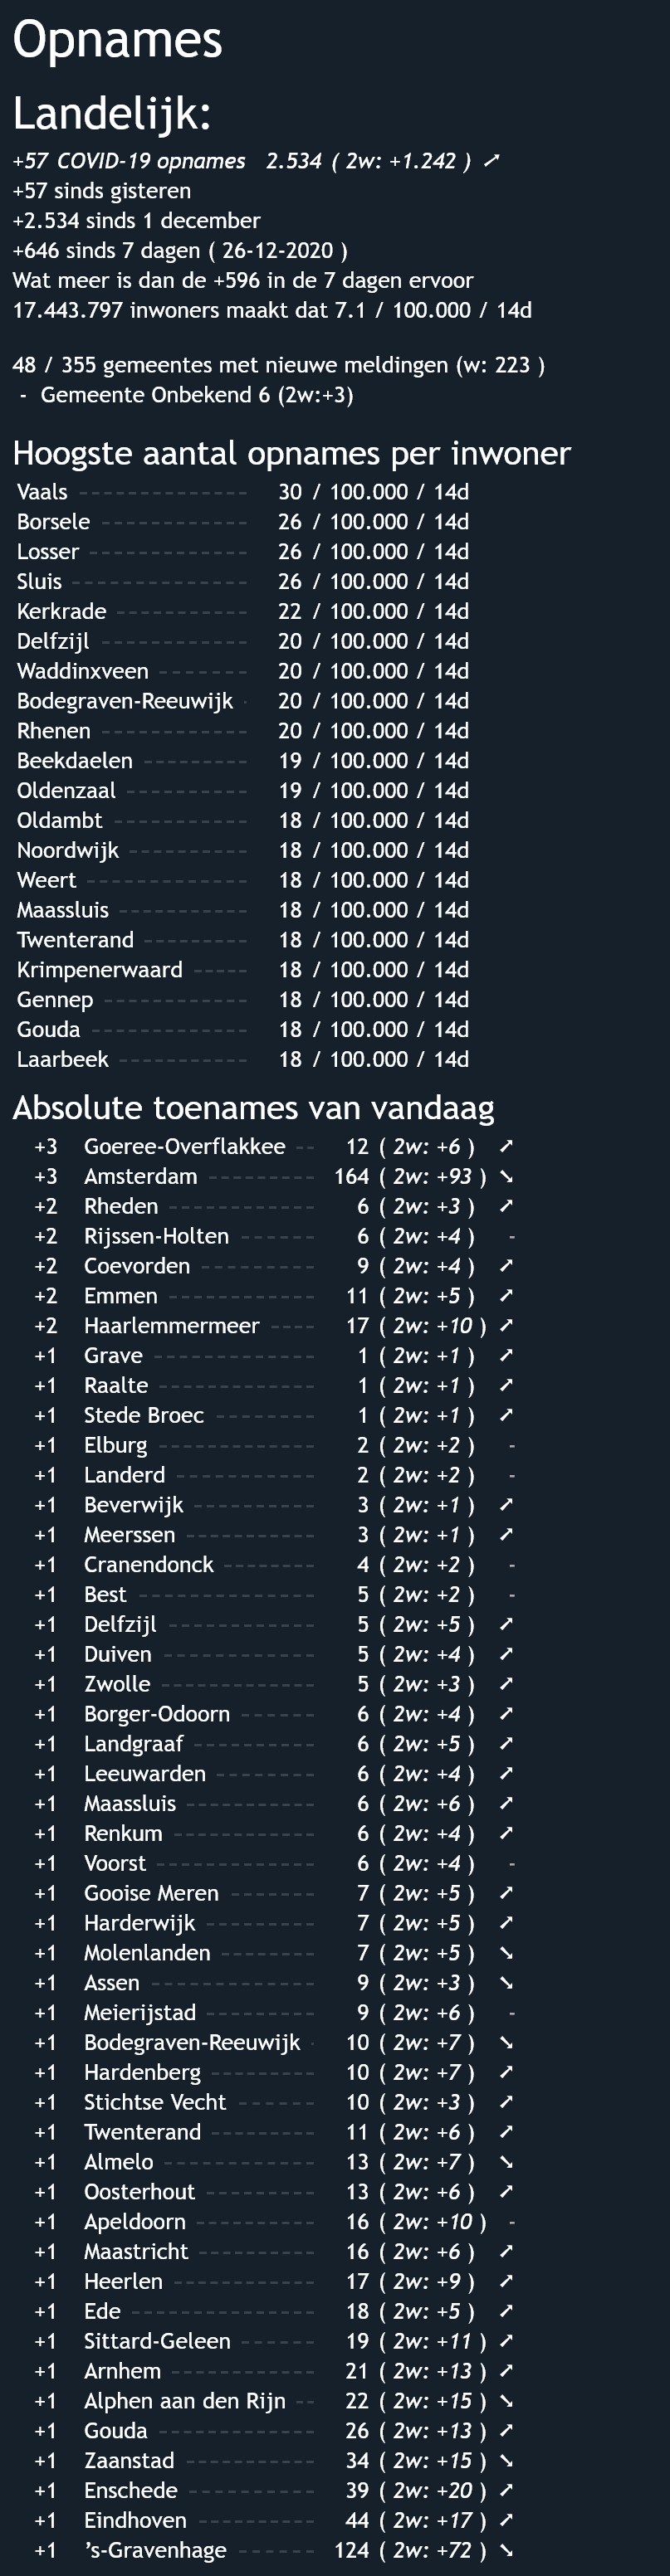 Opnames
Landelijk:
+57 COVID-19 opnames 2.534 ( 2w: +1.242 ) ➚
+57 sinds gisteren
+2.534 sinds 1 december
+646 sinds 7 dagen ( 26-12-2020 )
Wat meer is dan de +596 in de 7 dagen ervoor
17.443.797 inwoners maakt dat 7.1 / 100.000 / 14d
48 / 355 gemeentes met nieuwe meldingen (w: 223 )
- Gemeente Onbekend 6 (2w:+3)
Hoogste aantal opnames per inwoner
Vaals 30 / 100.000 / 14d
Borsele 26 / 100.000 / 14d
Losser 26 / 100.000 / 14d
Sluis 26 / 100.000 / 14d
Kerkrade 22 / 100.000 / 14d
Delfzijl 20 / 100.000 / 14d
Waddinxveen 20 / 100.000 / 14d
Bodegraven-Reeuwijk 20 / 100.000 / 14d
Rhenen 20 / 100.000 / 14d
Beekdaelen 19 / 100.000 / 14d
Oldenzaal 19 / 100.000 / 14d
Oldambt 18 / 100.000 / 14d
Noordwijk 18 / 100.000 / 14d
Weert 18 / 100.000 / 14d
Maassluis 18 / 100.000 / 14d
Twenterand 18 / 100.000 / 14d
Krimpenerwaard 18 / 100.000 / 14d
Gennep 18 / 100.000 / 14d
Gouda 18 / 100.000 / 14d
Laarbeek 18 / 100.000 / 14d
Absolute toenames van vandaag
+3 Goeree-Overflakkee 12 ( 2w: +6 ) ➚
+3 Amsterdam 164 ( 2w: +93 ) ➘
+2 Rheden 6 ( 2w: +3 ) ➚
+2 Rijssen-Holten 6 ( 2w: +4 ) -
+2 Coevorden 9 ( 2w: +4 ) ➚
+2 Emmen 11 ( 2w: +5 ) ➚
+2 Haarlemmermeer 17 ( 2w: +10 ) ➚
+1 Grave 1 ( 2w: +1 ) ➚
+1 Raalte 1 ( 2w: +1 ) ➚
+1 Stede Broec 1 ( 2w: +1 ) ➚
+1 Elburg 2 ( 2w: +2 ) -
+1 Landerd 2 ( 2w: +2 ) -
+1 Beverwijk 3 ( 2w: +1 ) ➚
+1 Meerssen 3 ( 2w: +1 ) ➚
+1 Cranendonck 4 ( 2w: +2 ) -
+1 Best 5 ( 2w: +2 ) -
+1 Delfzijl 5 ( 2w: +5 ) ➚
+1 Duiven 5 ( 2w: +4 ) ➚
+1 Zwolle 5 ( 2w: +3 ) ➚
+1 Borger-Odoorn 6 ( 2w: +4 ) ➚
+1 Landgraaf 6 ( 2w: +5 ) ➚
+1 Leeuwarden 6 ( 2w: +4 ) ➚
+1 Maassluis 6 ( 2w: +6 ) ➚
+1 Renkum 6 ( 2w: +4 ) ➚
+1 Voorst 6 ( 2w: +4 ) -
+1 Gooise Meren 7 ( 2w: +5 ) ➚
+1 Harderwijk 7 ( 2w: +5 ) ➚
+1 Molenlanden 7 ( 2w: +5 ) ➘
+1 Assen 9 ( 2w: +3 ) ➘
+1 Meierijstad 9 ( 2w: +6 ) -
+1 Bodegraven-Reeuwijk 10 ( 2w: +7 ) ➘
+1 Hardenberg 10 ( 2w: +7 ) ➚
+1 Stichtse Vecht 10 ( 2w: +3 ) ➚
+1 Twenterand 11 ( 2w: +6 ) ➚
+1 Almelo 13 ( 2w: +7 ) ➘
+1 Oosterhout 13 ( 2w: +6 ) ➚
+1 Apeldoorn 16 ( 2w: +10 ) -
+1 Maastricht 16 ( 2w: +6 ) ➚
+1 Heerlen 17 ( 2w: +9 ) ➚
+1 Ede 18 ( 2w: +5 ) ➚
+1 Sittard-Geleen 19 ( 2w: +11 ) ➚
+1 Arnhem 21 ( 2w: +13 ) ➚
+1 Alphen aan den Rijn 22 ( 2w: +15 ) ➘
+1 Gouda 26 ( 2w: +13 ) ➚
+1 Zaanstad 34 ( 2w: +15 ) ➘
+1 Enschede 39 ( 2w: +20 ) ➚
+1 Eindhoven 44 ( 2w: +17 ) ➚
+1 's-Gravenhage 124 ( 2w: +72 ) ➘